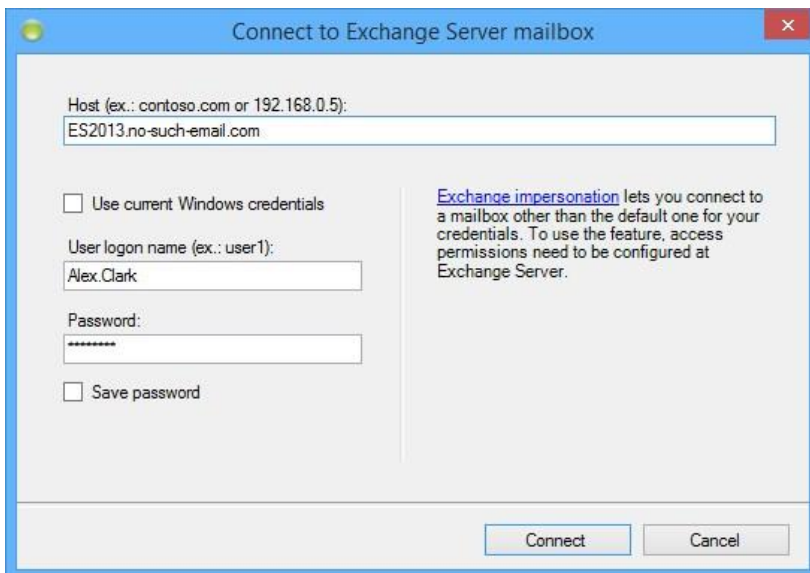 Connect to Exchange Server mailbox
Host (ex.: contoso.com or 192.168.0.5):
ES2013.no-such-email.com
Use current Windows credentials
User logon name (ex.: user1):
Alex.Clark
Password:
********
Save password
Exchange impersonation lets you connect to
a mailbox other than the default one for your
credentials. To use the feature, access
permissions need to be configured at
Exchange Server.
Connect
Cancel